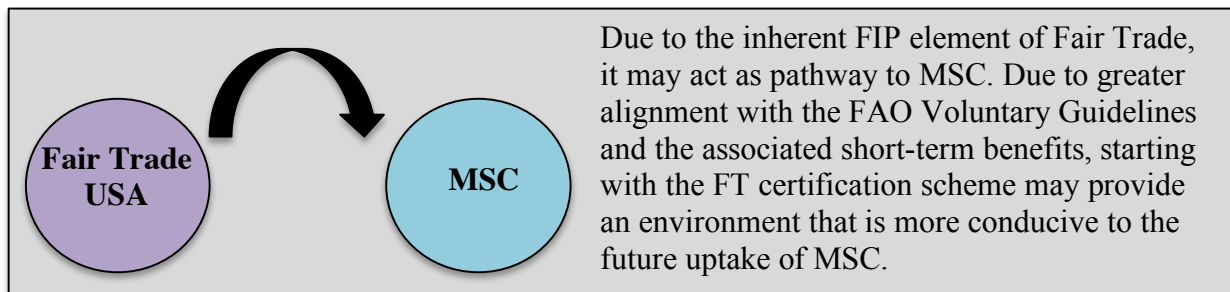 Fair Trade
USA
MSC
Due to the inherent FIP element of Fair Trade,
it may act as pathway to MSC. Due to greater
alignment with the FAO Voluntary Guidelines
and the associated short-term benefits, starting
with the FT certification scheme may provide
an environment that is more conducive to the
future uptake of MSC.